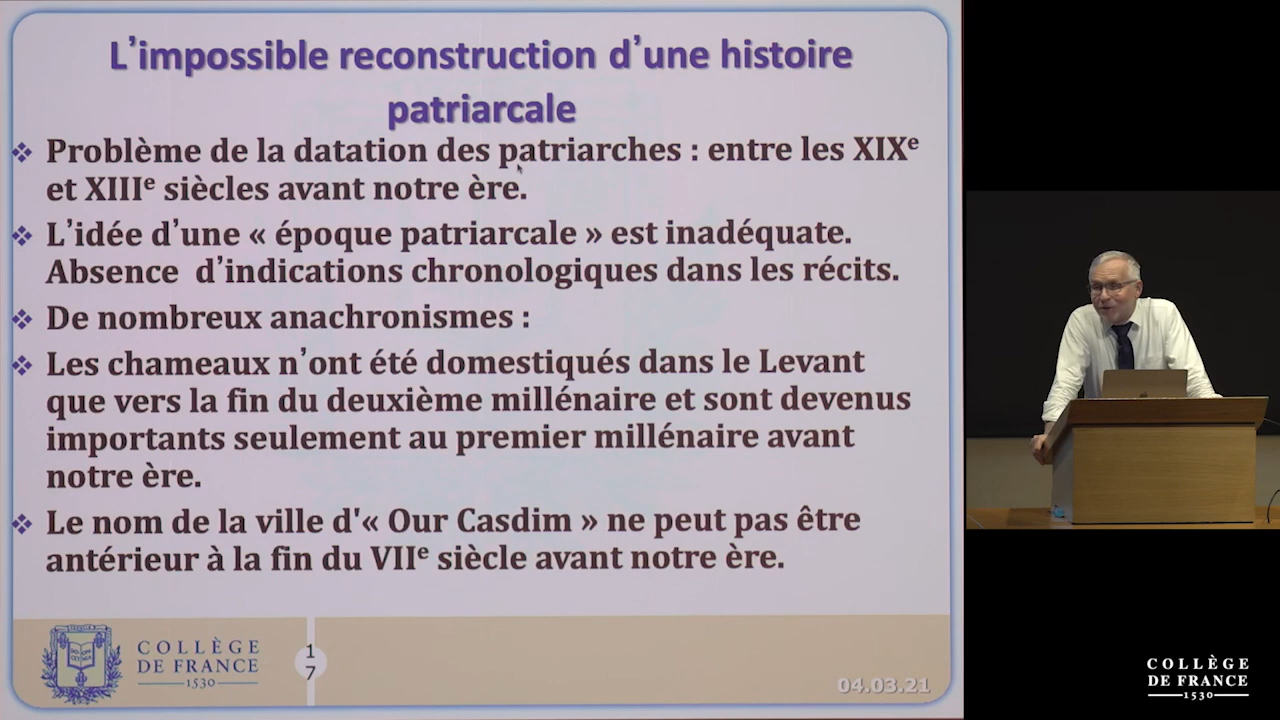 L’impossible reconstruction d’une histoire
patriarcale
❖ Problème de la datation des patriarches : entre les XIXe
et XIIIe siècles avant notre ère.
❖ L’idée d’une « époque patriarcale » est inadéquate.
Absence d’indications chronologiques dans les récits.
❖ De nombreux anachronismes :
❖ Les chameaux n’ont été domestiqués dans le Levant
que vers la fin du deuxième millénaire et sont devenus
importants seulement au premier millénaire avant
notre ère.
❖ Le nom de la ville d'« Our Casdim » ne peut pas être
antérieur à la fin du VIIe siècle avant notre ère.
COLLÈGE
DE FRANCE
1530
1
7
04.03.21
COLLÈGE
DE FRANCE
1530